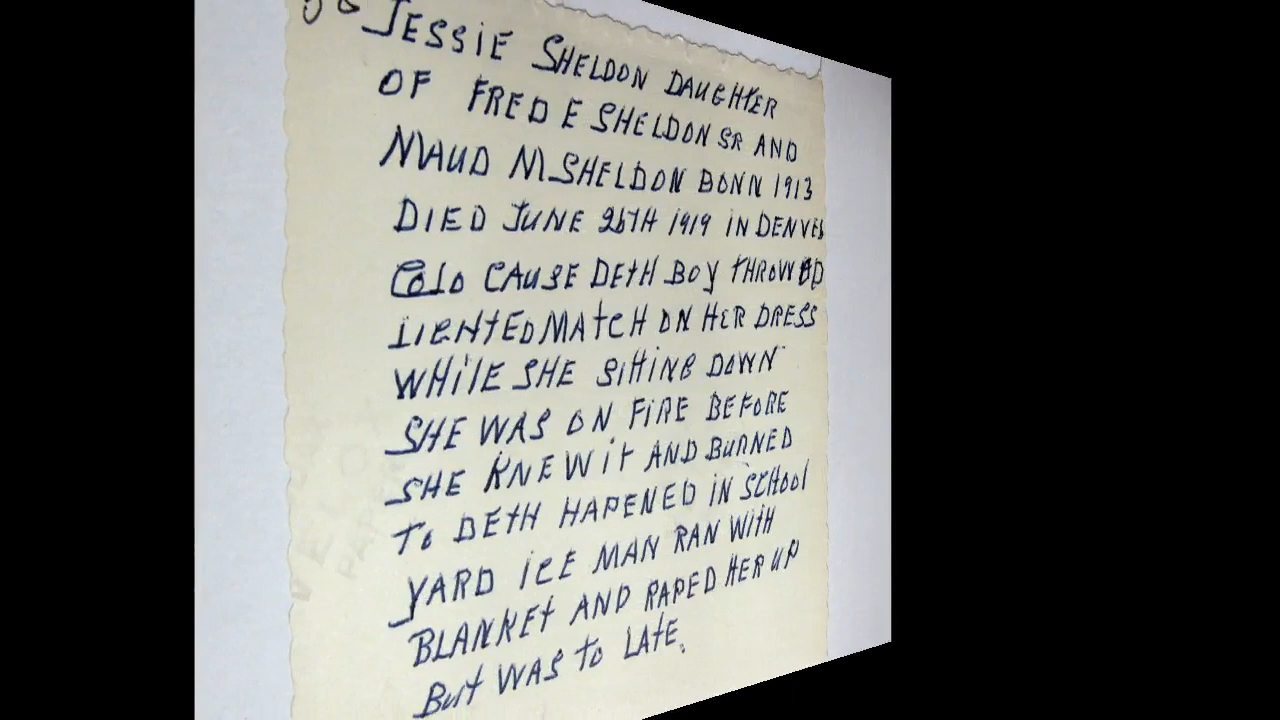 JESSIE SHELDON DAUGHTER
OF FRED E SHELDON SR AND
MAUD M SHELDON BORN 1913
DIED JUNE 26TH 1919 IN DENVER
COLO CAUSE DETH BOY THROWED
LIGHTED MATCH ON HER DRESS
WHILE SHE SITTING DOWN
SHE WAS ON FIRE BEFORE
SHE KNEW IT AND BURNED
TO DETH HAPENED IN SCHOOL
YARD ICE MAN RAN WITH
BLANKET AND RAPED HER UP
BUT WAS TO LATE.
VELOX
PAPER